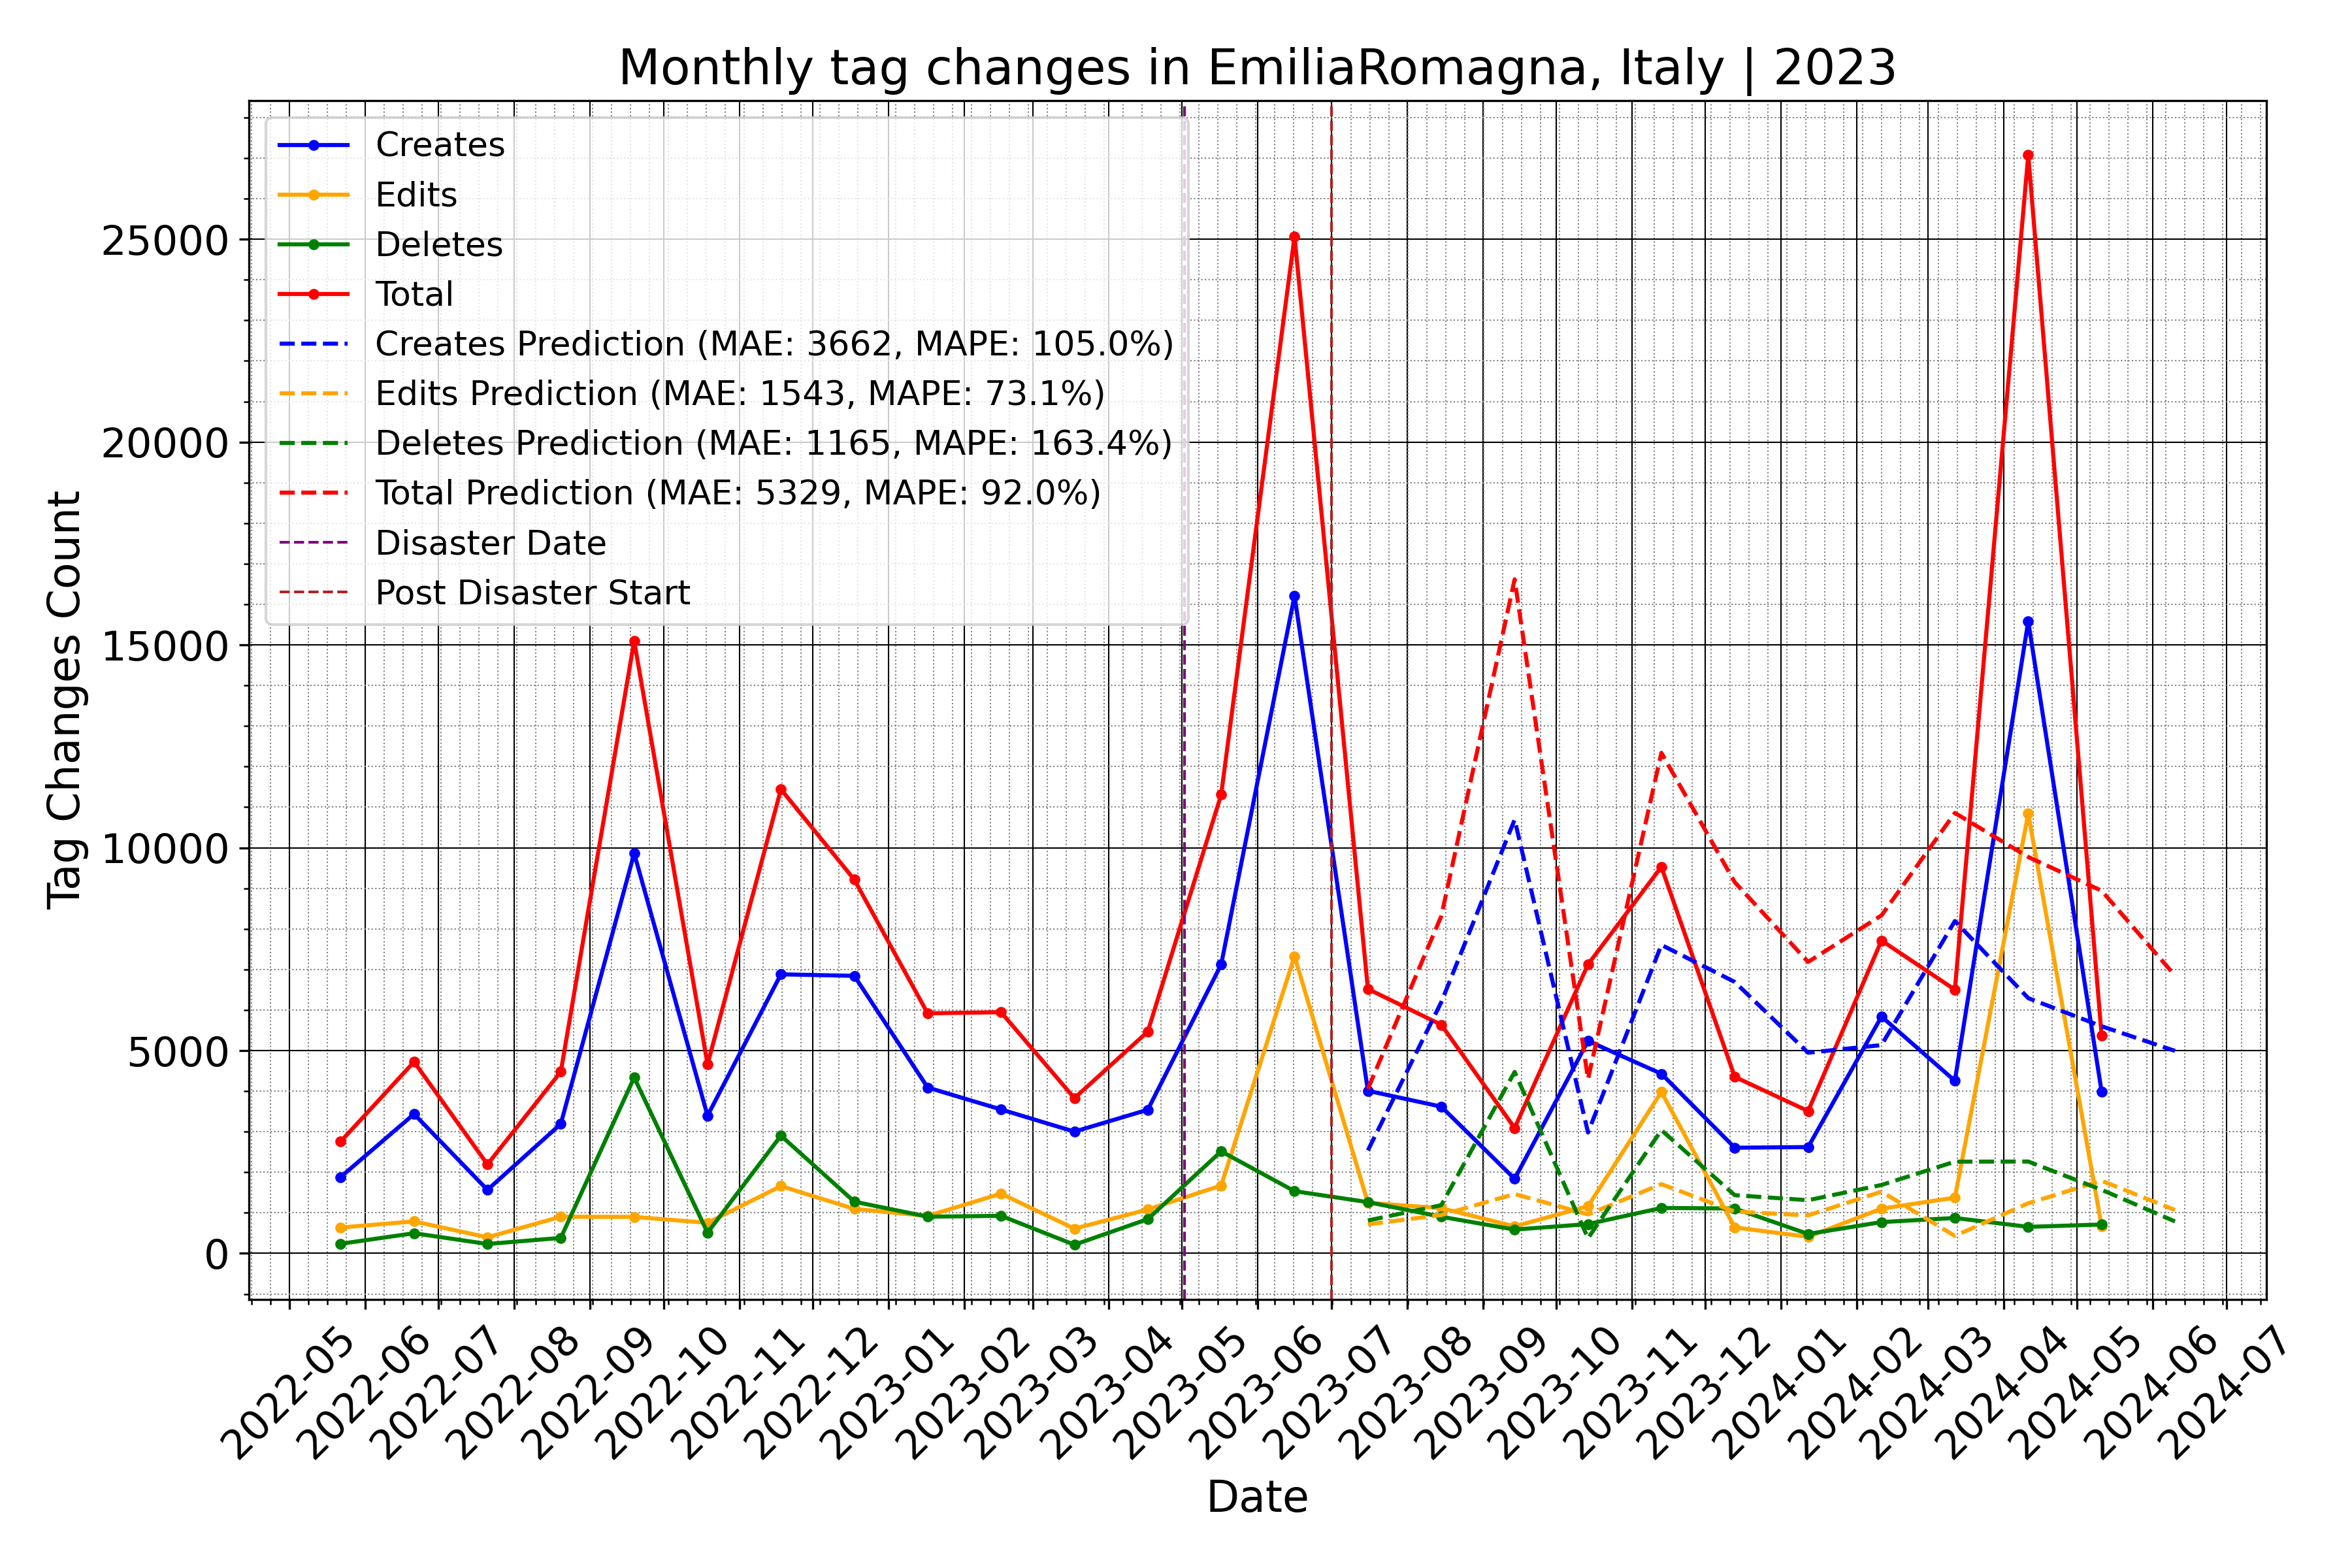 Monthly tag changes in EmiliaRomagna, Italy | 2023
Creates
Edits
Deletes
Total
Creates Prediction (MAE: 3662, MAPE: 105.0%)
Edits Prediction (MAE: 1543, MAPE: 73.1%)
Deletes Prediction (MAE: 1165, MAPE: 163.4%)
Total Prediction (MAE: 5329, MAPE: 92.0%)
Disaster Date
Post Disaster Start
Tag Changes Count
25000
20000
15000
10000
5000
0
2022-05
2022-06
2022-07
2022-08
2022-09
2022-10
2022-11
2022-12
2023-01
2023-02
2023-03
2023-04
2023-05
2023-06
2023-07
2023-08
2023-09
2023-10
2023-11
2023-12
2024-01
2024-02
2024-03
2024-04
2024-05
2024-06
2024-07
Date